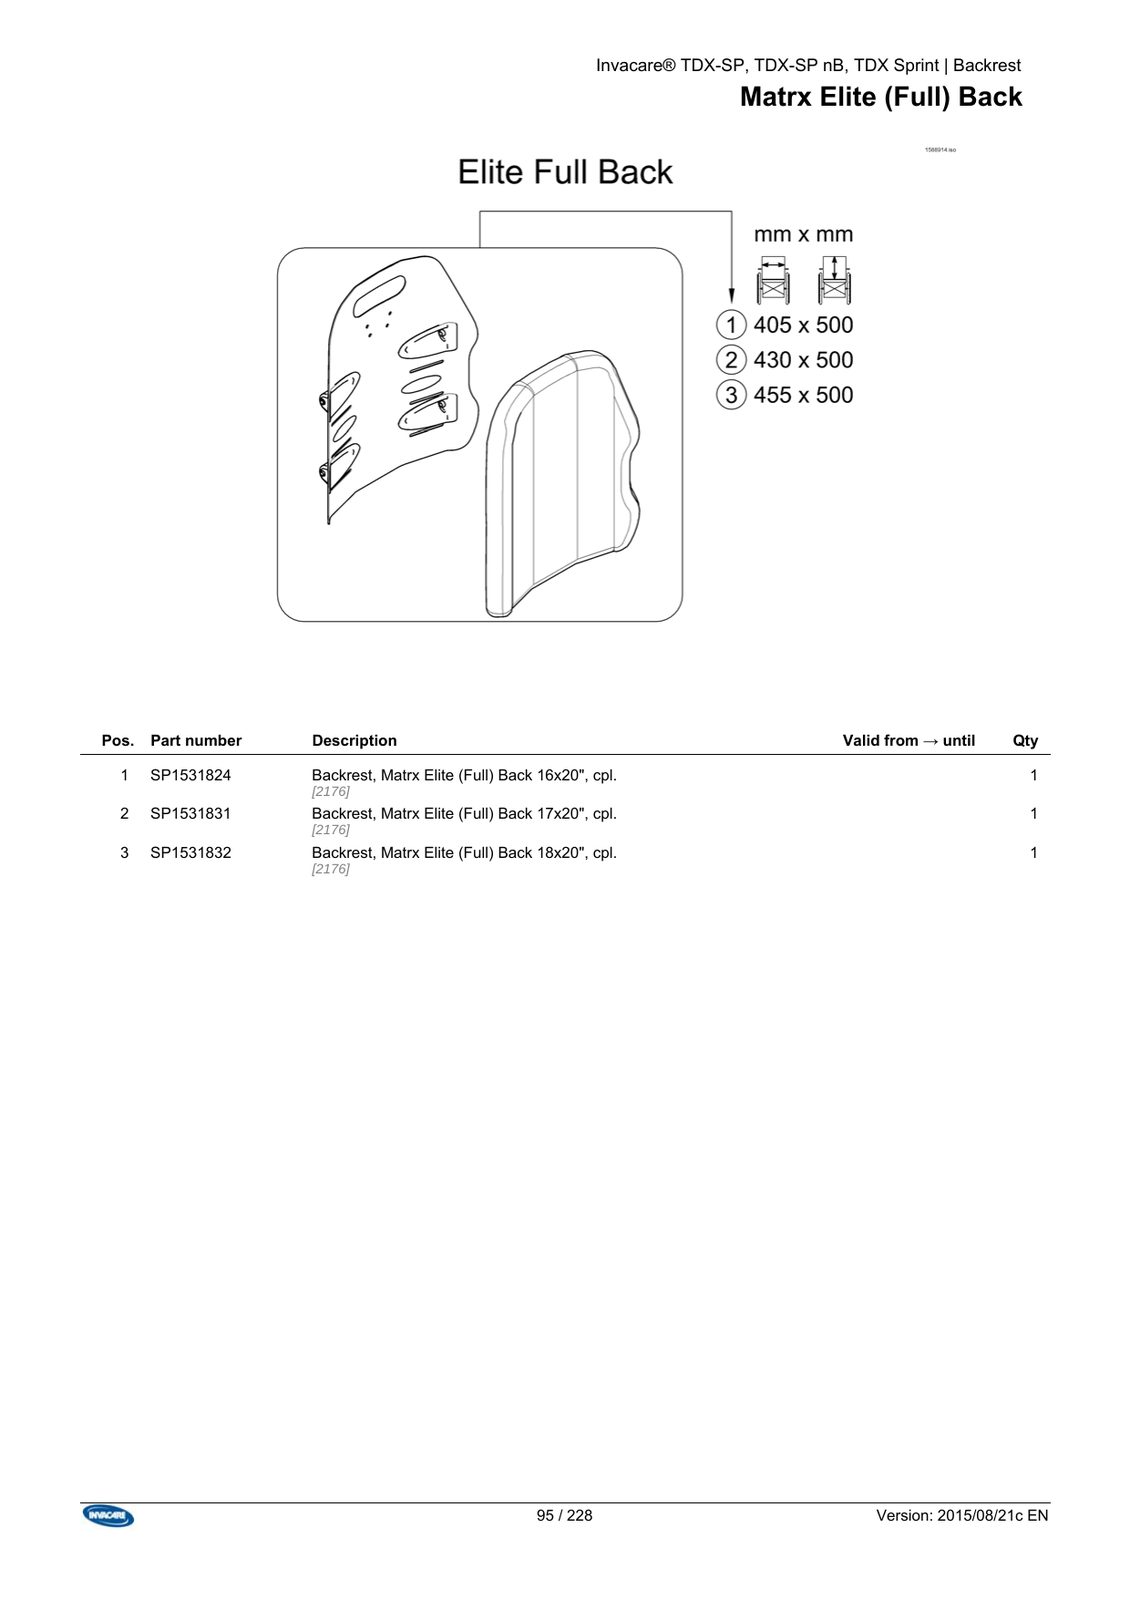 Invacare® TDX-SP, TDX-SP nB, TDX Sprint | Backrest
Matrx Elite (Full) Back
1588914.iso
Elite Full Back
mm x mm
1 405 x 500
2 430 x 500
3 455 x 500
Pos. Part number Description Valid from → until Qty
1 SP1531824 Backrest, Matrx Elite (Full) Back 16x20", cpl. 1
[2176]
2 SP1531831 Backrest, Matrx Elite (Full) Back 17x20", cpl. 1
[2176]
3 SP1531832 Backrest, Matrx Elite (Full) Back 18x20", cpl. 1
[2176]
INVACARE 95 / 228 Version: 2015/08/21c EN